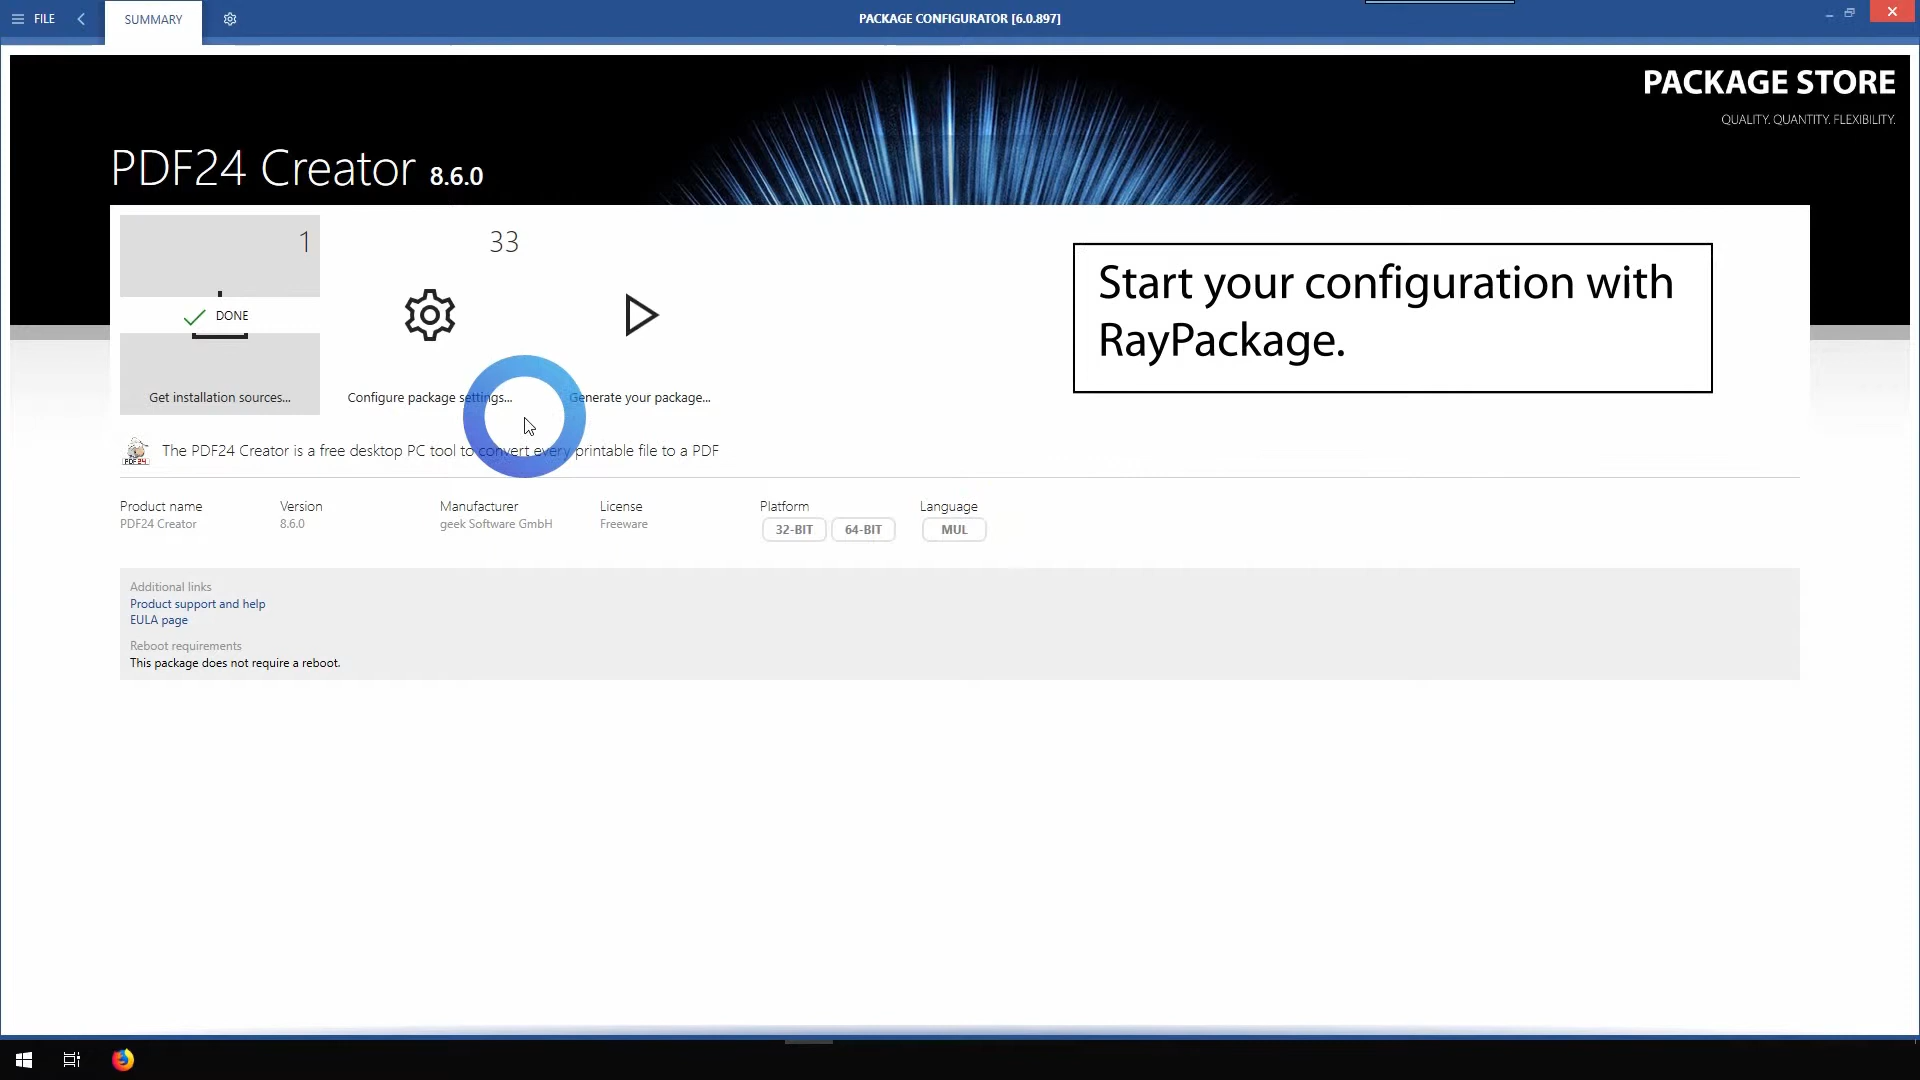 FILE
SUMMARY
PACKAGE CONFIGURATOR [6.0.897]
PACKAGE STORE
QUALITY. QUANTITY. FLEXIBILITY.
PDF24 Creator 8.6.0
1
33
DONE
Get installation sources...
Configure package settings...
Generate your package...
Start your configuration with
RayPackage.
PDF24
The PDF24 Creator is a free desktop PC tool to convert every printable file to a PDF
Product name
Version
Manufacturer
License
Platform
Language
PDF24 Creator
8.6.0
geek Software GmbH
Freeware
32-BIT
64-BIT
MUL
Additional links
Product support and help
EULA page
Reboot requirements
This package does not require a reboot.